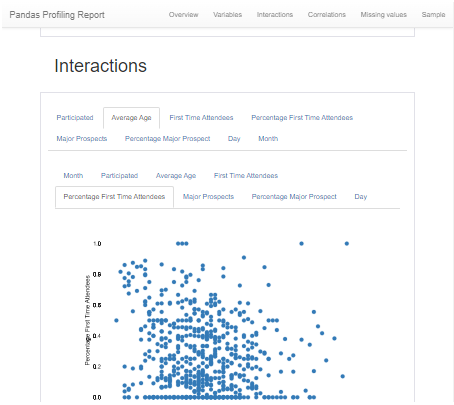 Pandas Profiling Report Overview Variables Interactions Correlations Missing values Sample
Interactions
Participated Average Age First Time Attendees Percentage First Time Attendees
Major Prospects Percentage Major Prospect Day Month
Month Participated Average Age First Time Attendees
Percentage First Time Attendees Major Prospects Percentage Major Prospect Day
1.0
0.8
0.6
0.4
0.2
0.0
Percentage First Time Attendees